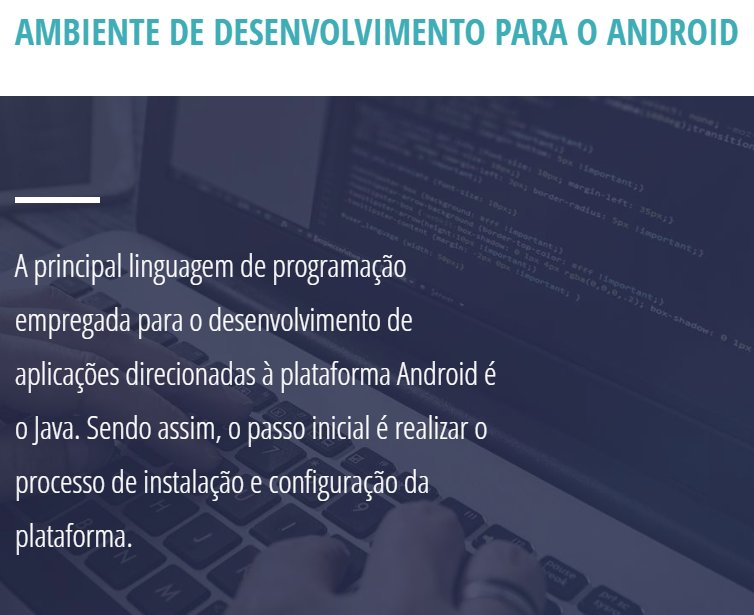 AMBIENTE DE DESENVOLVIMENTO PARA O ANDROID
A principal linguagem de programação
empregada para o desenvolvimento de
aplicações direcionadas à plataforma Android é
o Java. Sendo assim, o passo inicial é realizar o
processo de instalação e configuração da
plataforma.